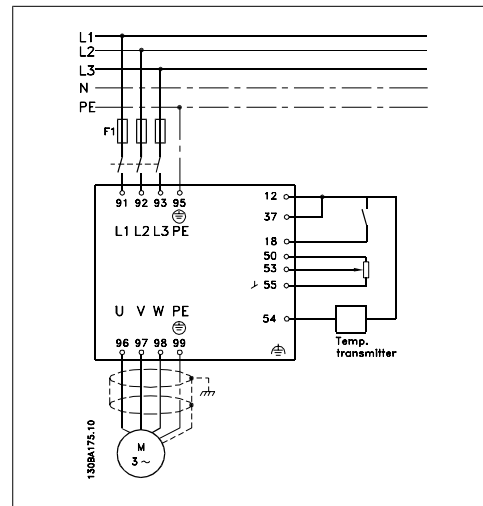 L1
L2
L3
N
PE
F1
91 92 93 95
L1 L2 L3 PE
12
37
18
50
53
55
54
U V W PE
96 97 98 99
Temp.
transmitter
M
3 ~
130BA175.10